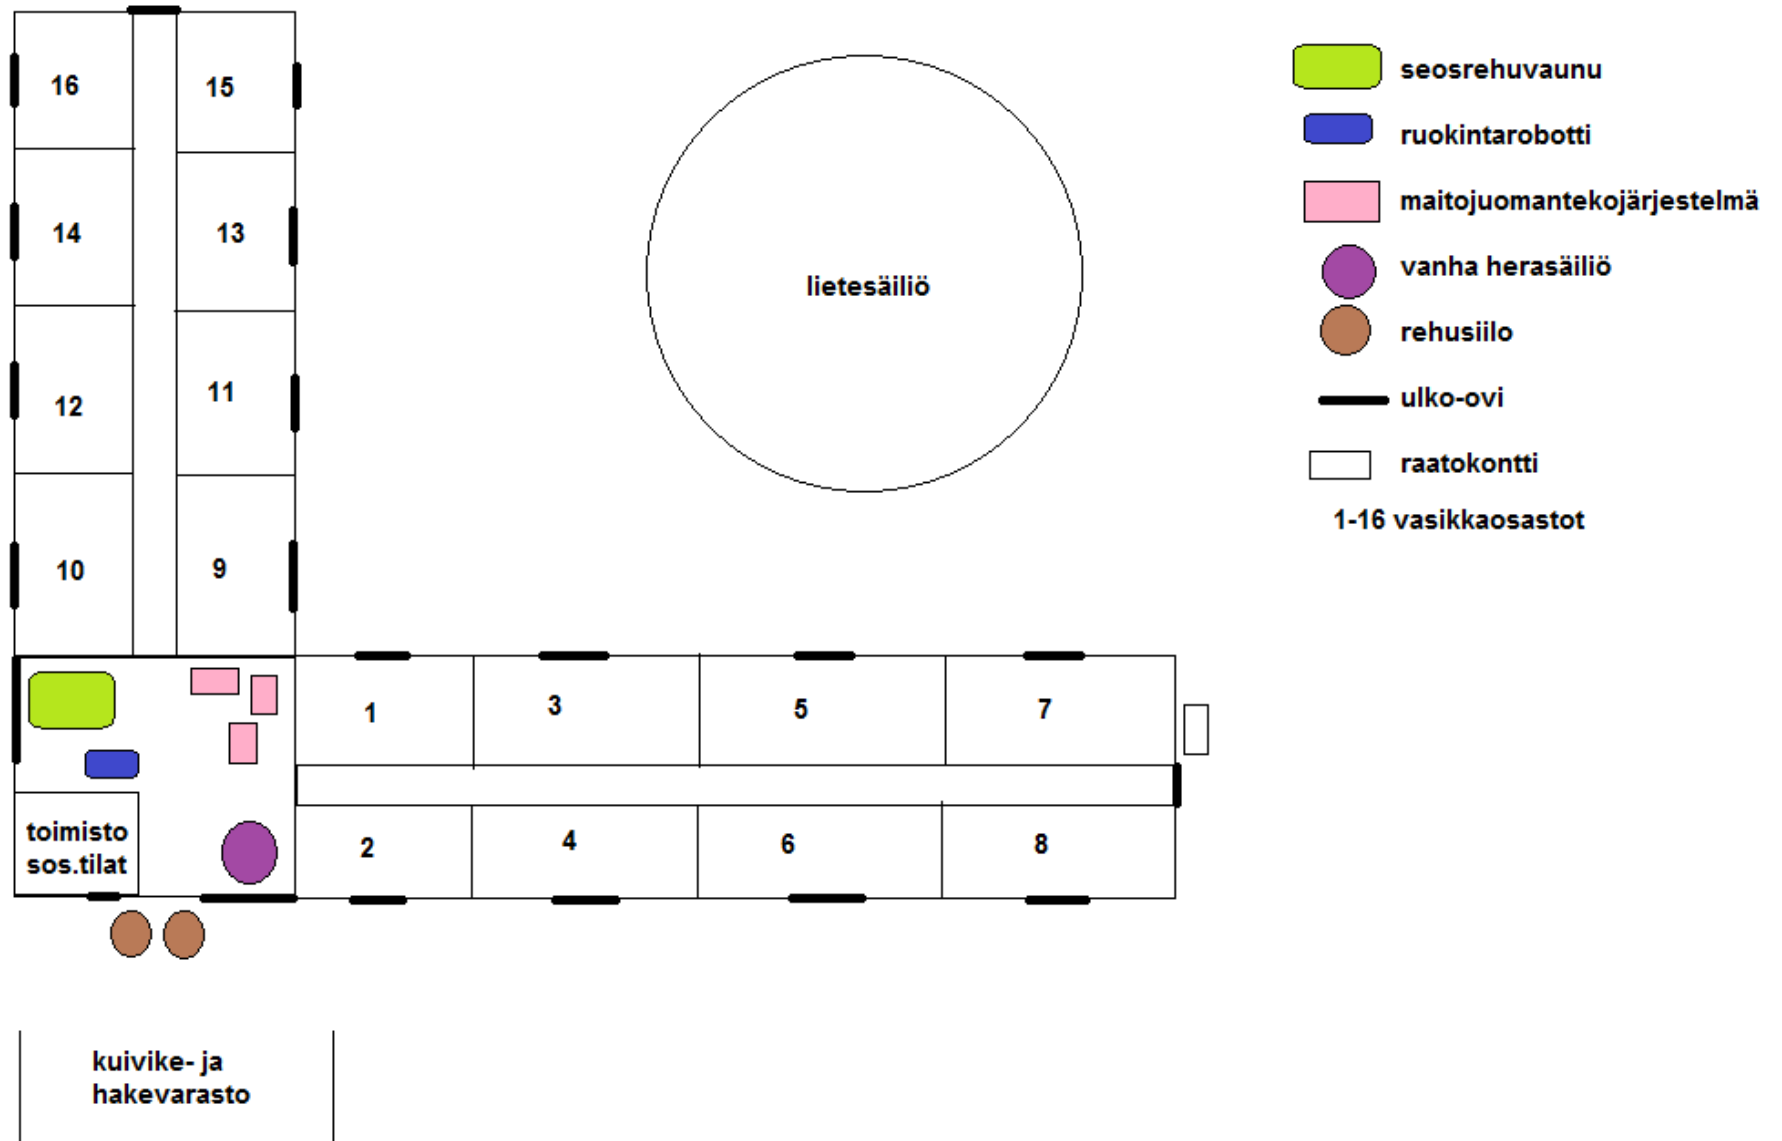 16
15
14
13
12
11
10
9
lietesäiliö
1
3
5
7
2
4
6
8
toimisto
sos.tilat
kuivike- ja
hakevarasto
seosrehuvaunu
ruokintarobotti
maitojuomantekojärjestelmä
vanha herasäiliö
rehusiilo
ulko-ovi
raatokontti
1-16 vasikkaosastot